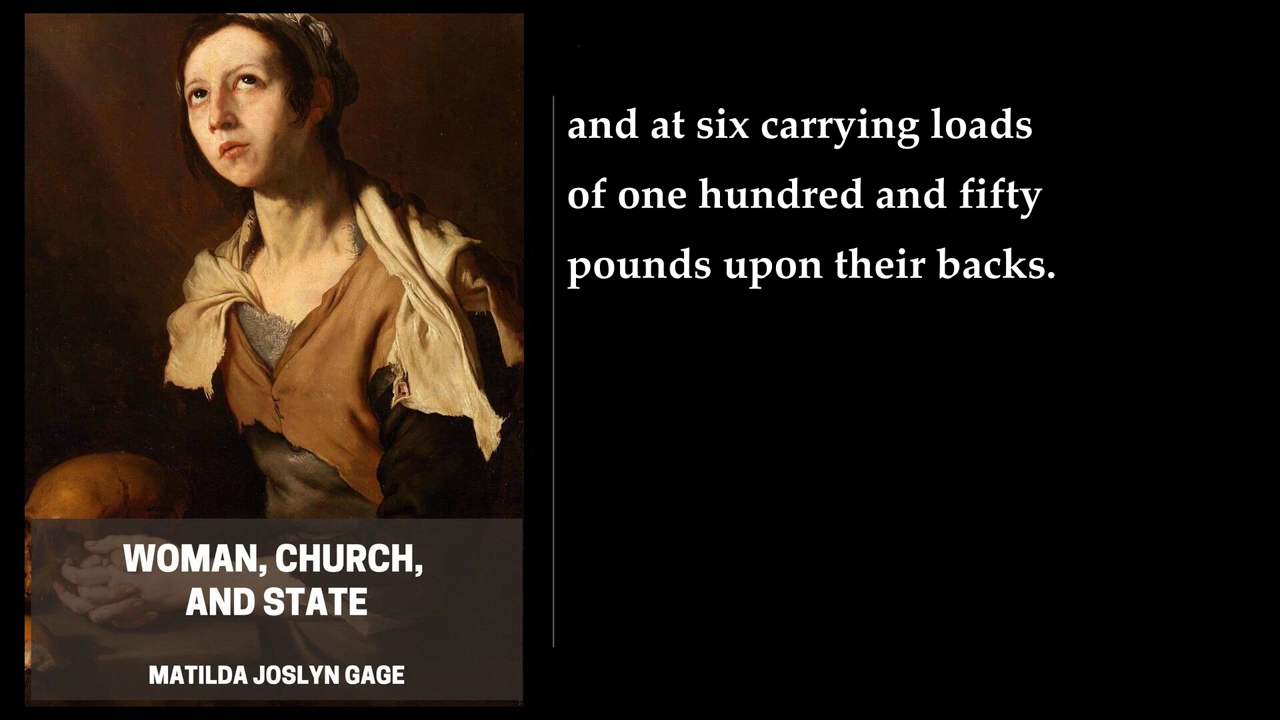 and at six carrying loads
of one hundred and fifty
pounds upon their backs.
WOMAN, CHURCH,
AND STATE
MATILDA JOSLYN GAGE